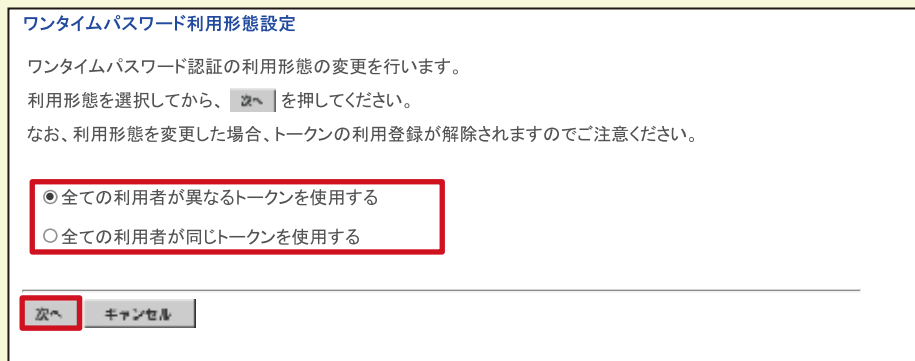 ワンタイムパスワード利用形態設定
ワンタイムパスワード認証の利用形態の変更を行います。
利用形態を選択してから、 次へ を押してください。
なお、利用形態を変更した場合、トークンの利用登録が解除されますのでご注意ください。
全ての利用者が異なるトークンを使用する
全ての利用者が同じトークンを使用する
次へ キャンセル